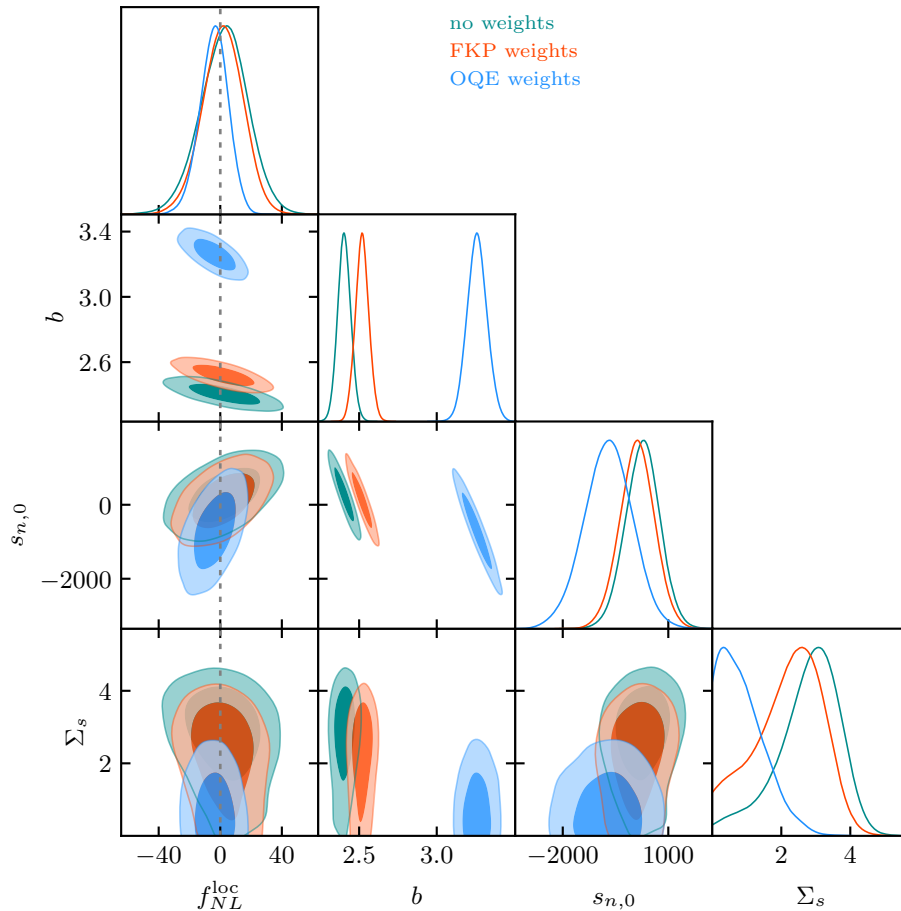 no weights
FKP weights
OQE weights
3.4
3.0
2.6
b
0
−2000
s_{n,0}
4
2
Σ_s
−40 0 40 2.5 3.0 −2000 1000 2 4
f_{NL}^{loc} b s_{n,0} Σ_s